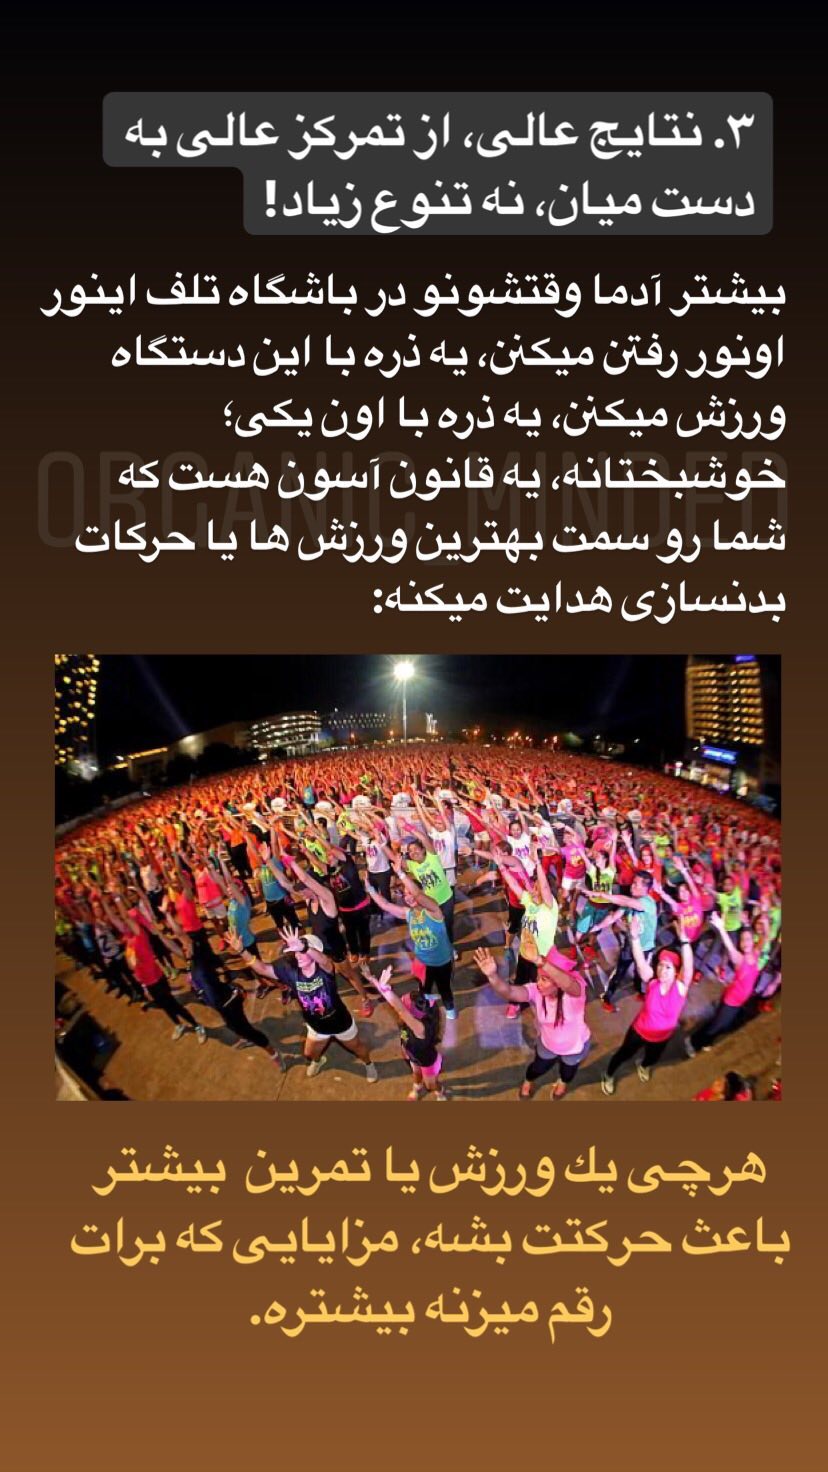 ۳. نتایج عالی، از تمرکز عالی به
دست میان، نه تنوع زیاد!
بیشتر آدما وقتشونو در باشگاه تلف اینور
اونور رفتن میکنن، یه ذره با این دستگاه
ورزش میکنن، یه ذره با اون یکی؛
ORGANIC_MINDED
خوشبختانه، یه قانون آسون هست که
شما رو سمت بهترین ورزش ها یا حرکات
بدنسازی هدایت میکنه:
هرچی یك ورزش یا تمرین بیشتر
باعث حرکتت بشه، مزایایی که برات
رقم میزنه بیشتره.